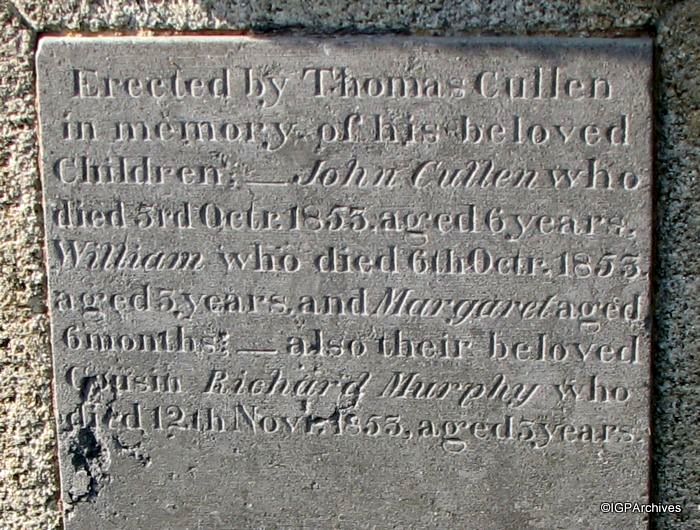 Erected by Thomas Cullen
in memory of his beloved
Children; — John Cullen who
died 3rd Octr. 1853. aged 6 years,
William who died 6th Octr. 1853.
aged 3 years, and Margaret aged
6 months; — also their beloved
Cousin Richard Murphy who
died 12th Novr. 1853, aged 3 years.
©IGPArchives